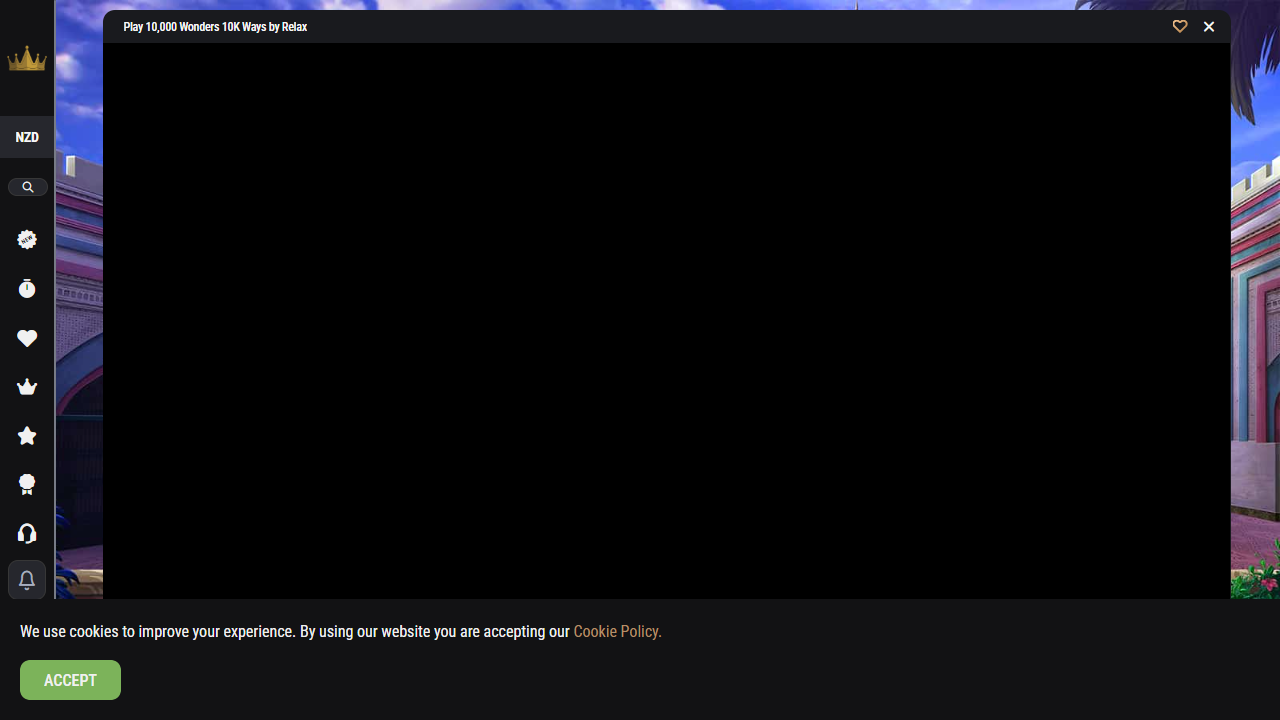 Play 10,000 Wonders 10K Ways by Relax
NZD
NEW
We use cookies to improve your experience. By using our website you are accepting our Cookie Policy.
ACCEPT